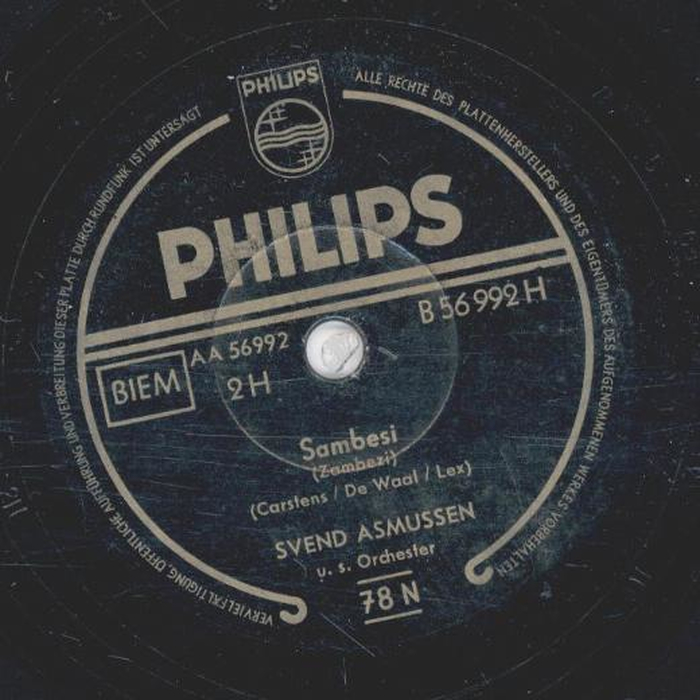 PHILIPS
PHILIPS
B 56 992 H
AA 56992
2 H
BIEM
Sambesi
(Zambezi)
(Carstens / De Waal / Lex)
SVEND ASMUSSEN
u. s. Orchester
78 N
ALLE RECHTE DES PLATTENHERSTELLERS UND DES EIGENTÜMERS DES AUFGENOMMENEN WERKES VORBEHALTEN
VERVIELFÄLTIGUNG, ÖFFENTLICHE AUFFÜHRUNG UND VERBREITUNG DIESER PLATTE DURCH RUNDFUNK IST UNTERSAGT